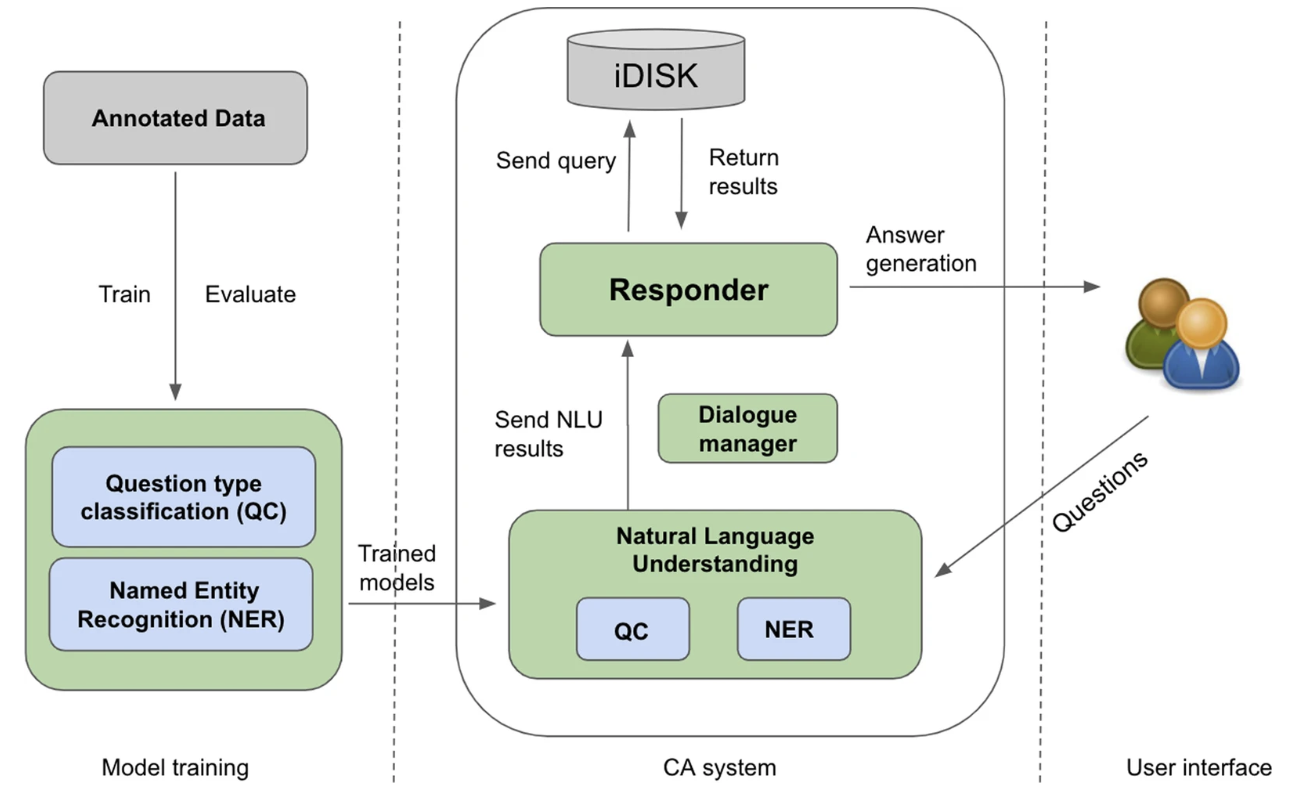 Annotated Data
Train
Evaluate
Question type
classification (QC)
Named Entity
Recognition (NER)
Trained
models
Model training
iDISK
Send query
Return
results
Responder
Answer
generation
Send NLU
results
Dialogue
manager
Natural Language
Understanding
QC
NER
CA system
Questions
User interface